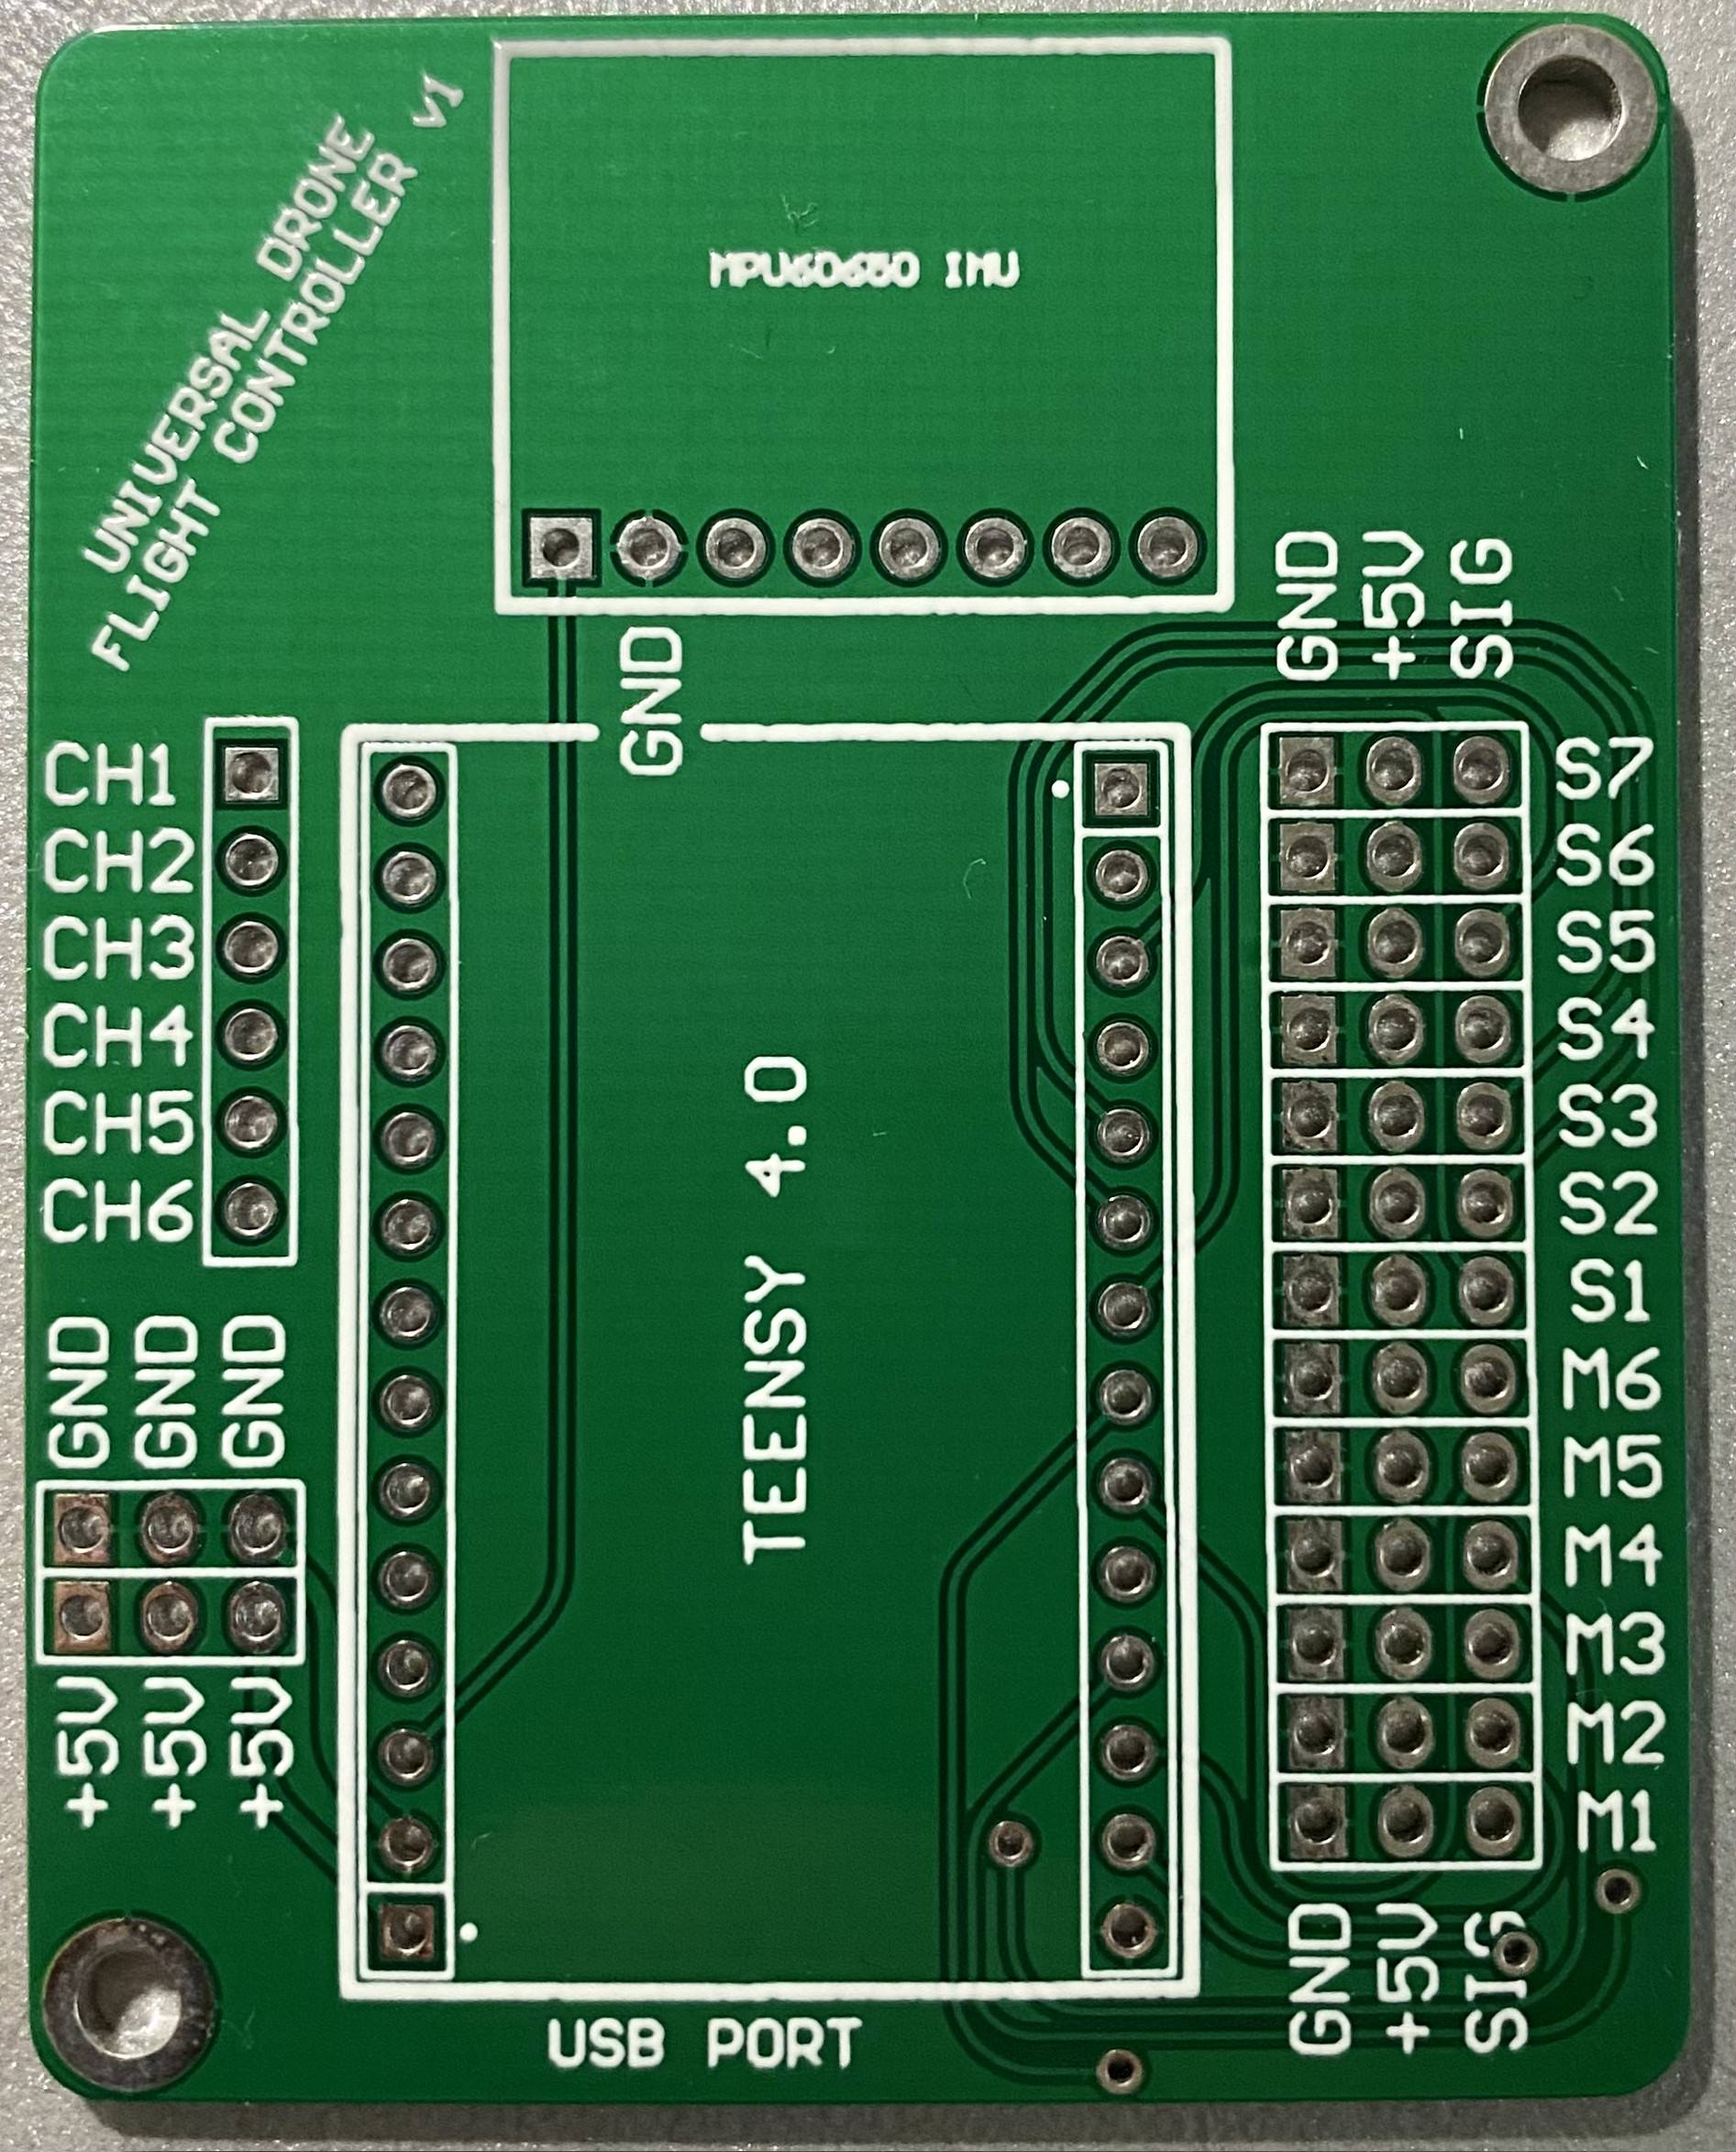 UNIVERSAL DRONE
FLIGHT CONTROLLER V1
MPU60650 IMU
GND
GND +5V SIG
CH1
CH2
CH3
CH4
CH5
CH6
GND GND GND
+5V +5V +5V
TEENSY 4.0
S7
S6
S5
S4
S3
S2
S1
M6
M5
M4
M3
M2
M1
GND +5V SIG
USB PORT